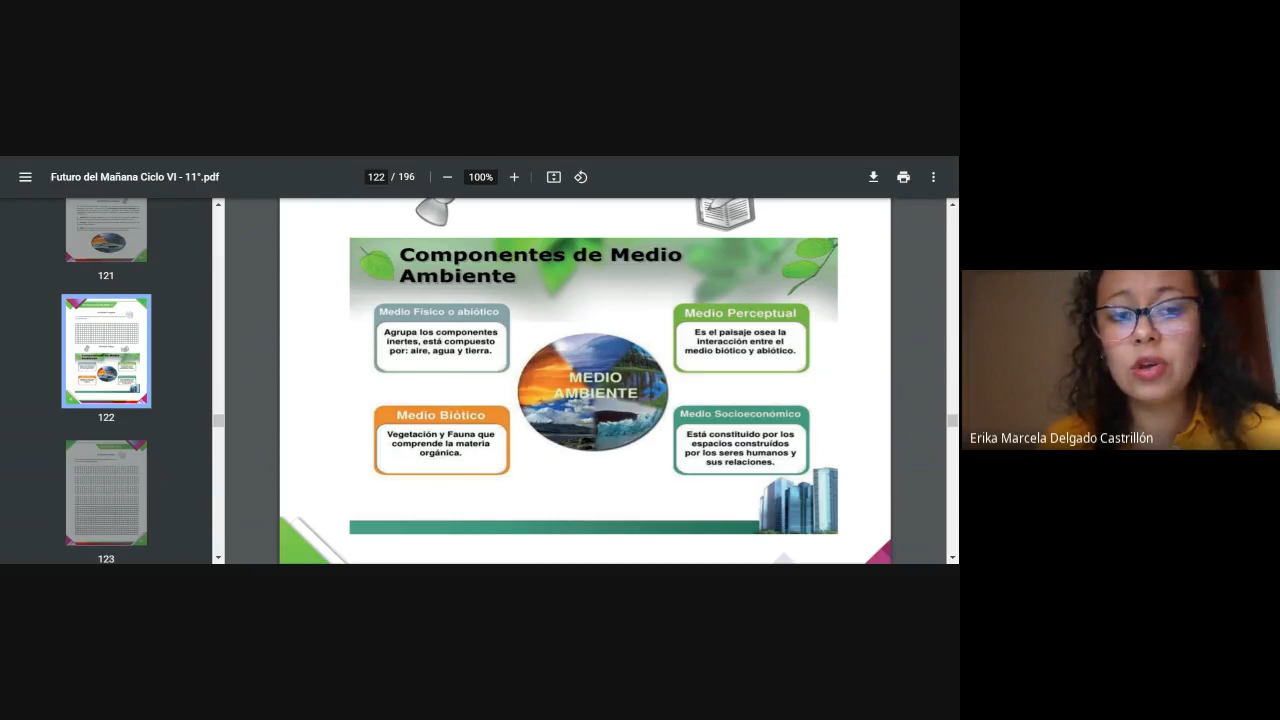 Futuro del Mañana Ciclo VI - 11°.pdf
122 / 196
100%
121
122
123
Componentes de Medio
Ambiente
Medio Físico o abiótico
Agrupa los componentes
inertes, está compuesto
por: aire, agua y tierra.
Medio Perceptual
Es el paisaje osea la
interacción entre el
medio biótico y abiótico.
MEDIO
AMBIENTE
Medio Biótico
Vegetación y Fauna que
comprende la materia
orgánica.
Medio Socioeconómico
Está constituido por los
espacios construídos
por los seres humanos y
sus relaciones.
Erika Marcela Delgado Castrillón